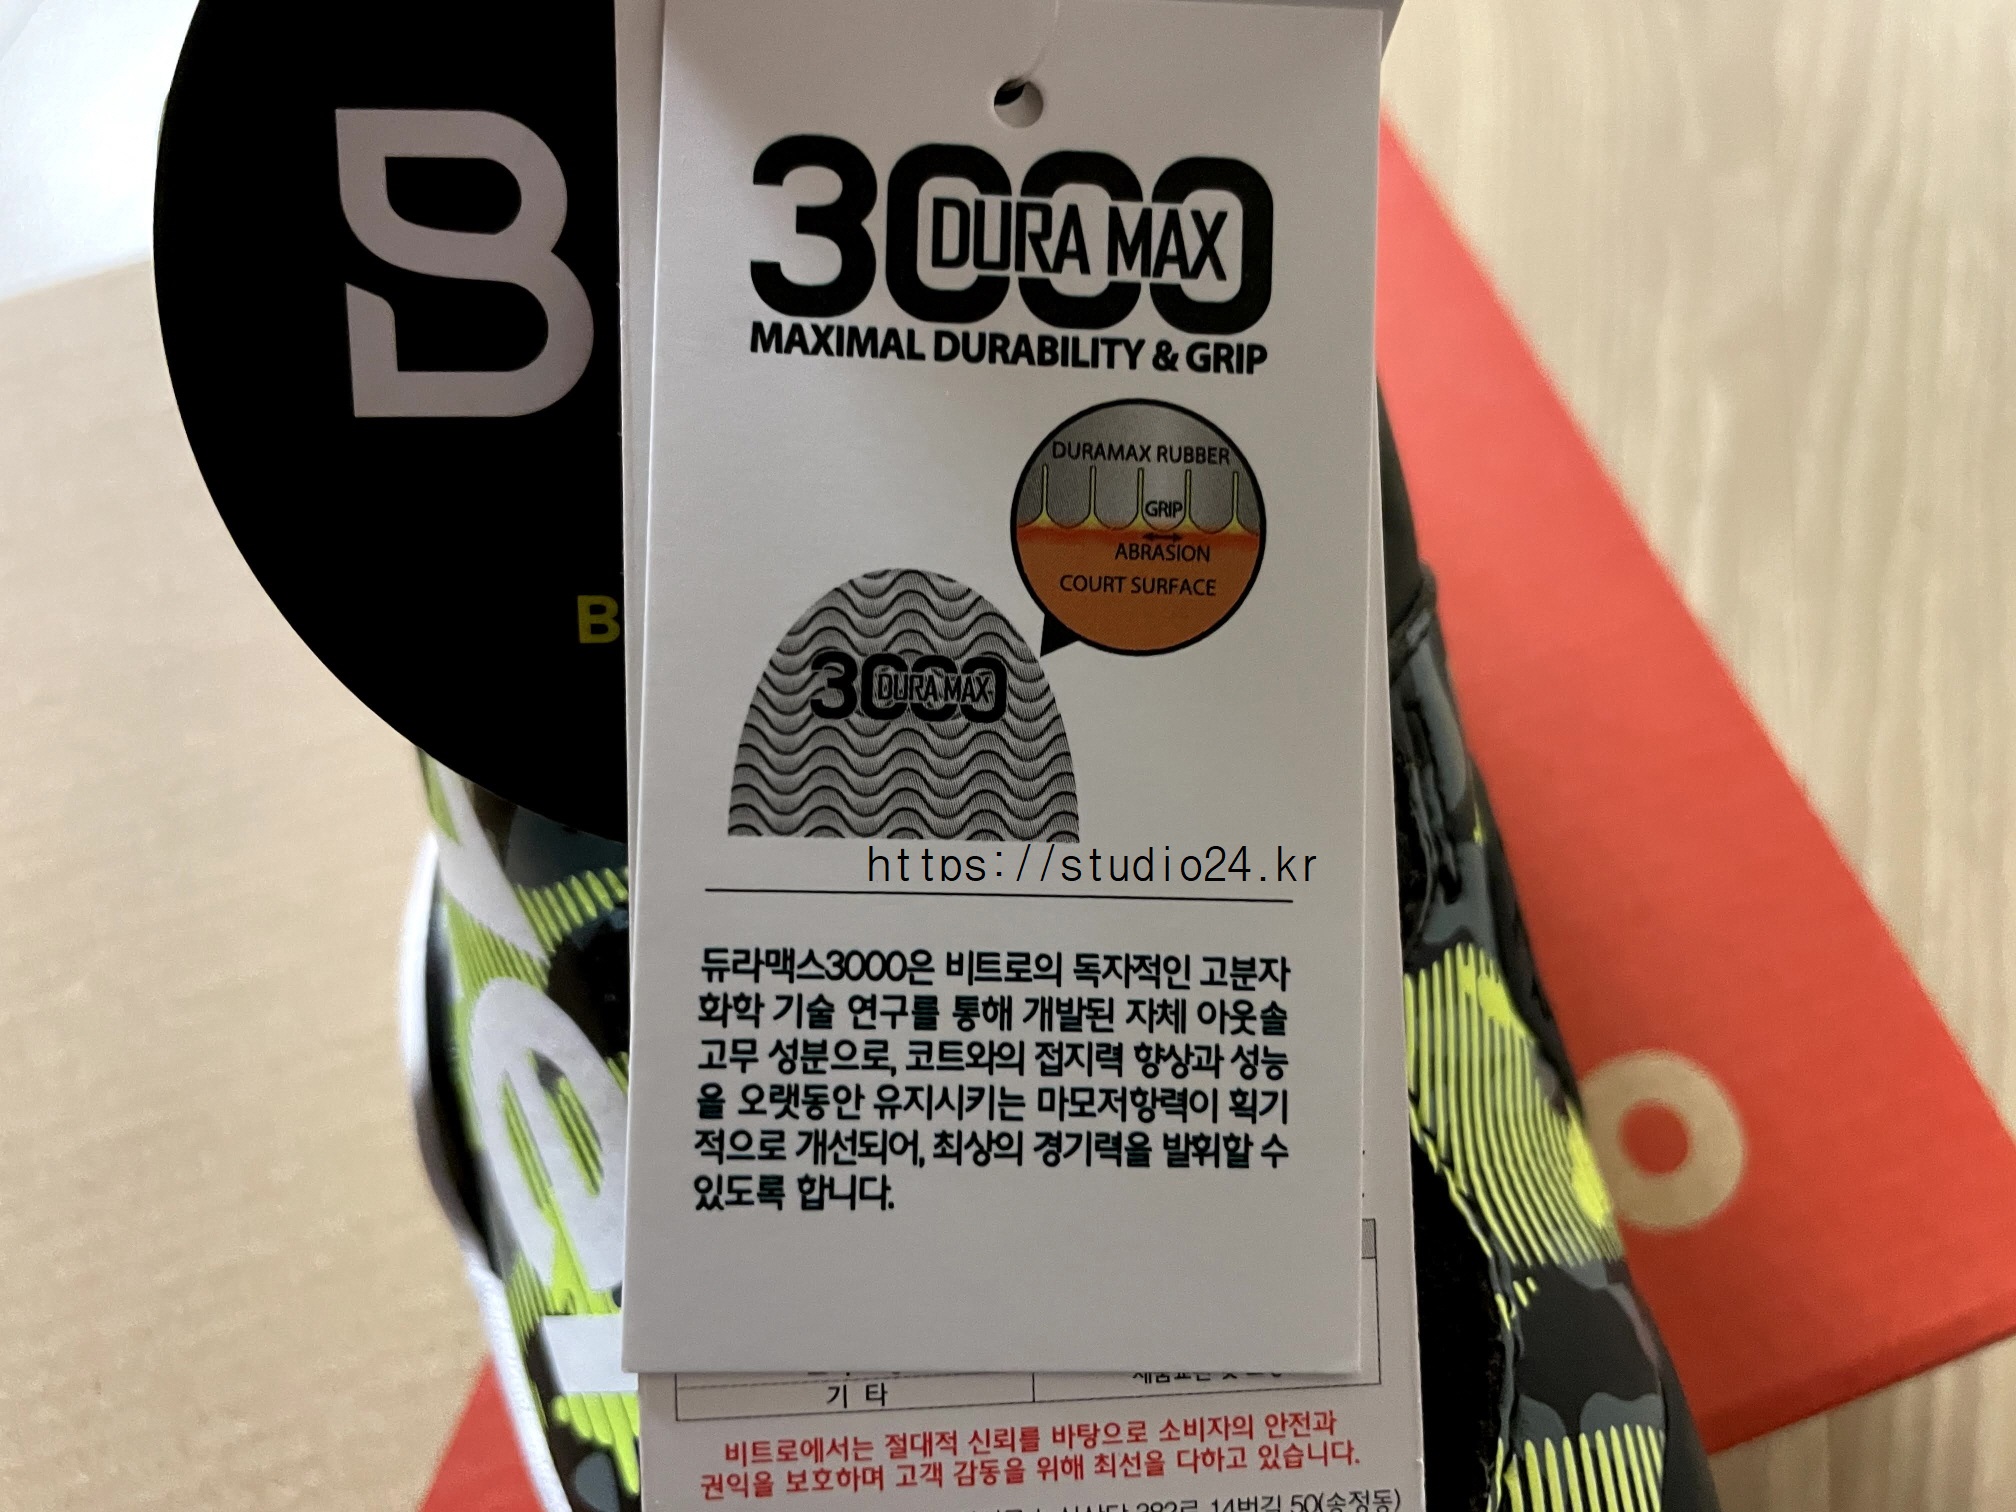 3000
DURA MAX
MAXIMAL DURABILITY & GRIP
DURAMAX RUBBER
GRIP
ABRASION
COURT SURFACE
B
B
3000
DURA MAX
https://studio24.kr
듀라맥스3000은 비트로의 독자적인 고분자
화학 기술 연구를 통해 개발된 자체 아웃솔
고무 성분으로, 코트와의 접지력 향상과 성능
을 오랫동안 유지시키는 마모저항력이 획기
적으로 개선되어, 최상의 경기력을 발휘할 수
있도록 합니다.
기 타
비트로에서는 절대적 신뢰를 바탕으로 소비자의 안전과
권익을 보호하며 고객 감동을 위해 최선을 다하고 있습니다.
14번길 50(송정동)